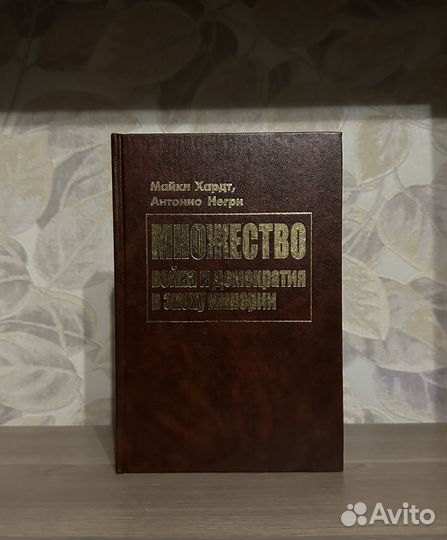 Майкл Хардт,
Антонио Негри
МНОЖЕСТВО
война и демократия
в эпоху империи
Avito